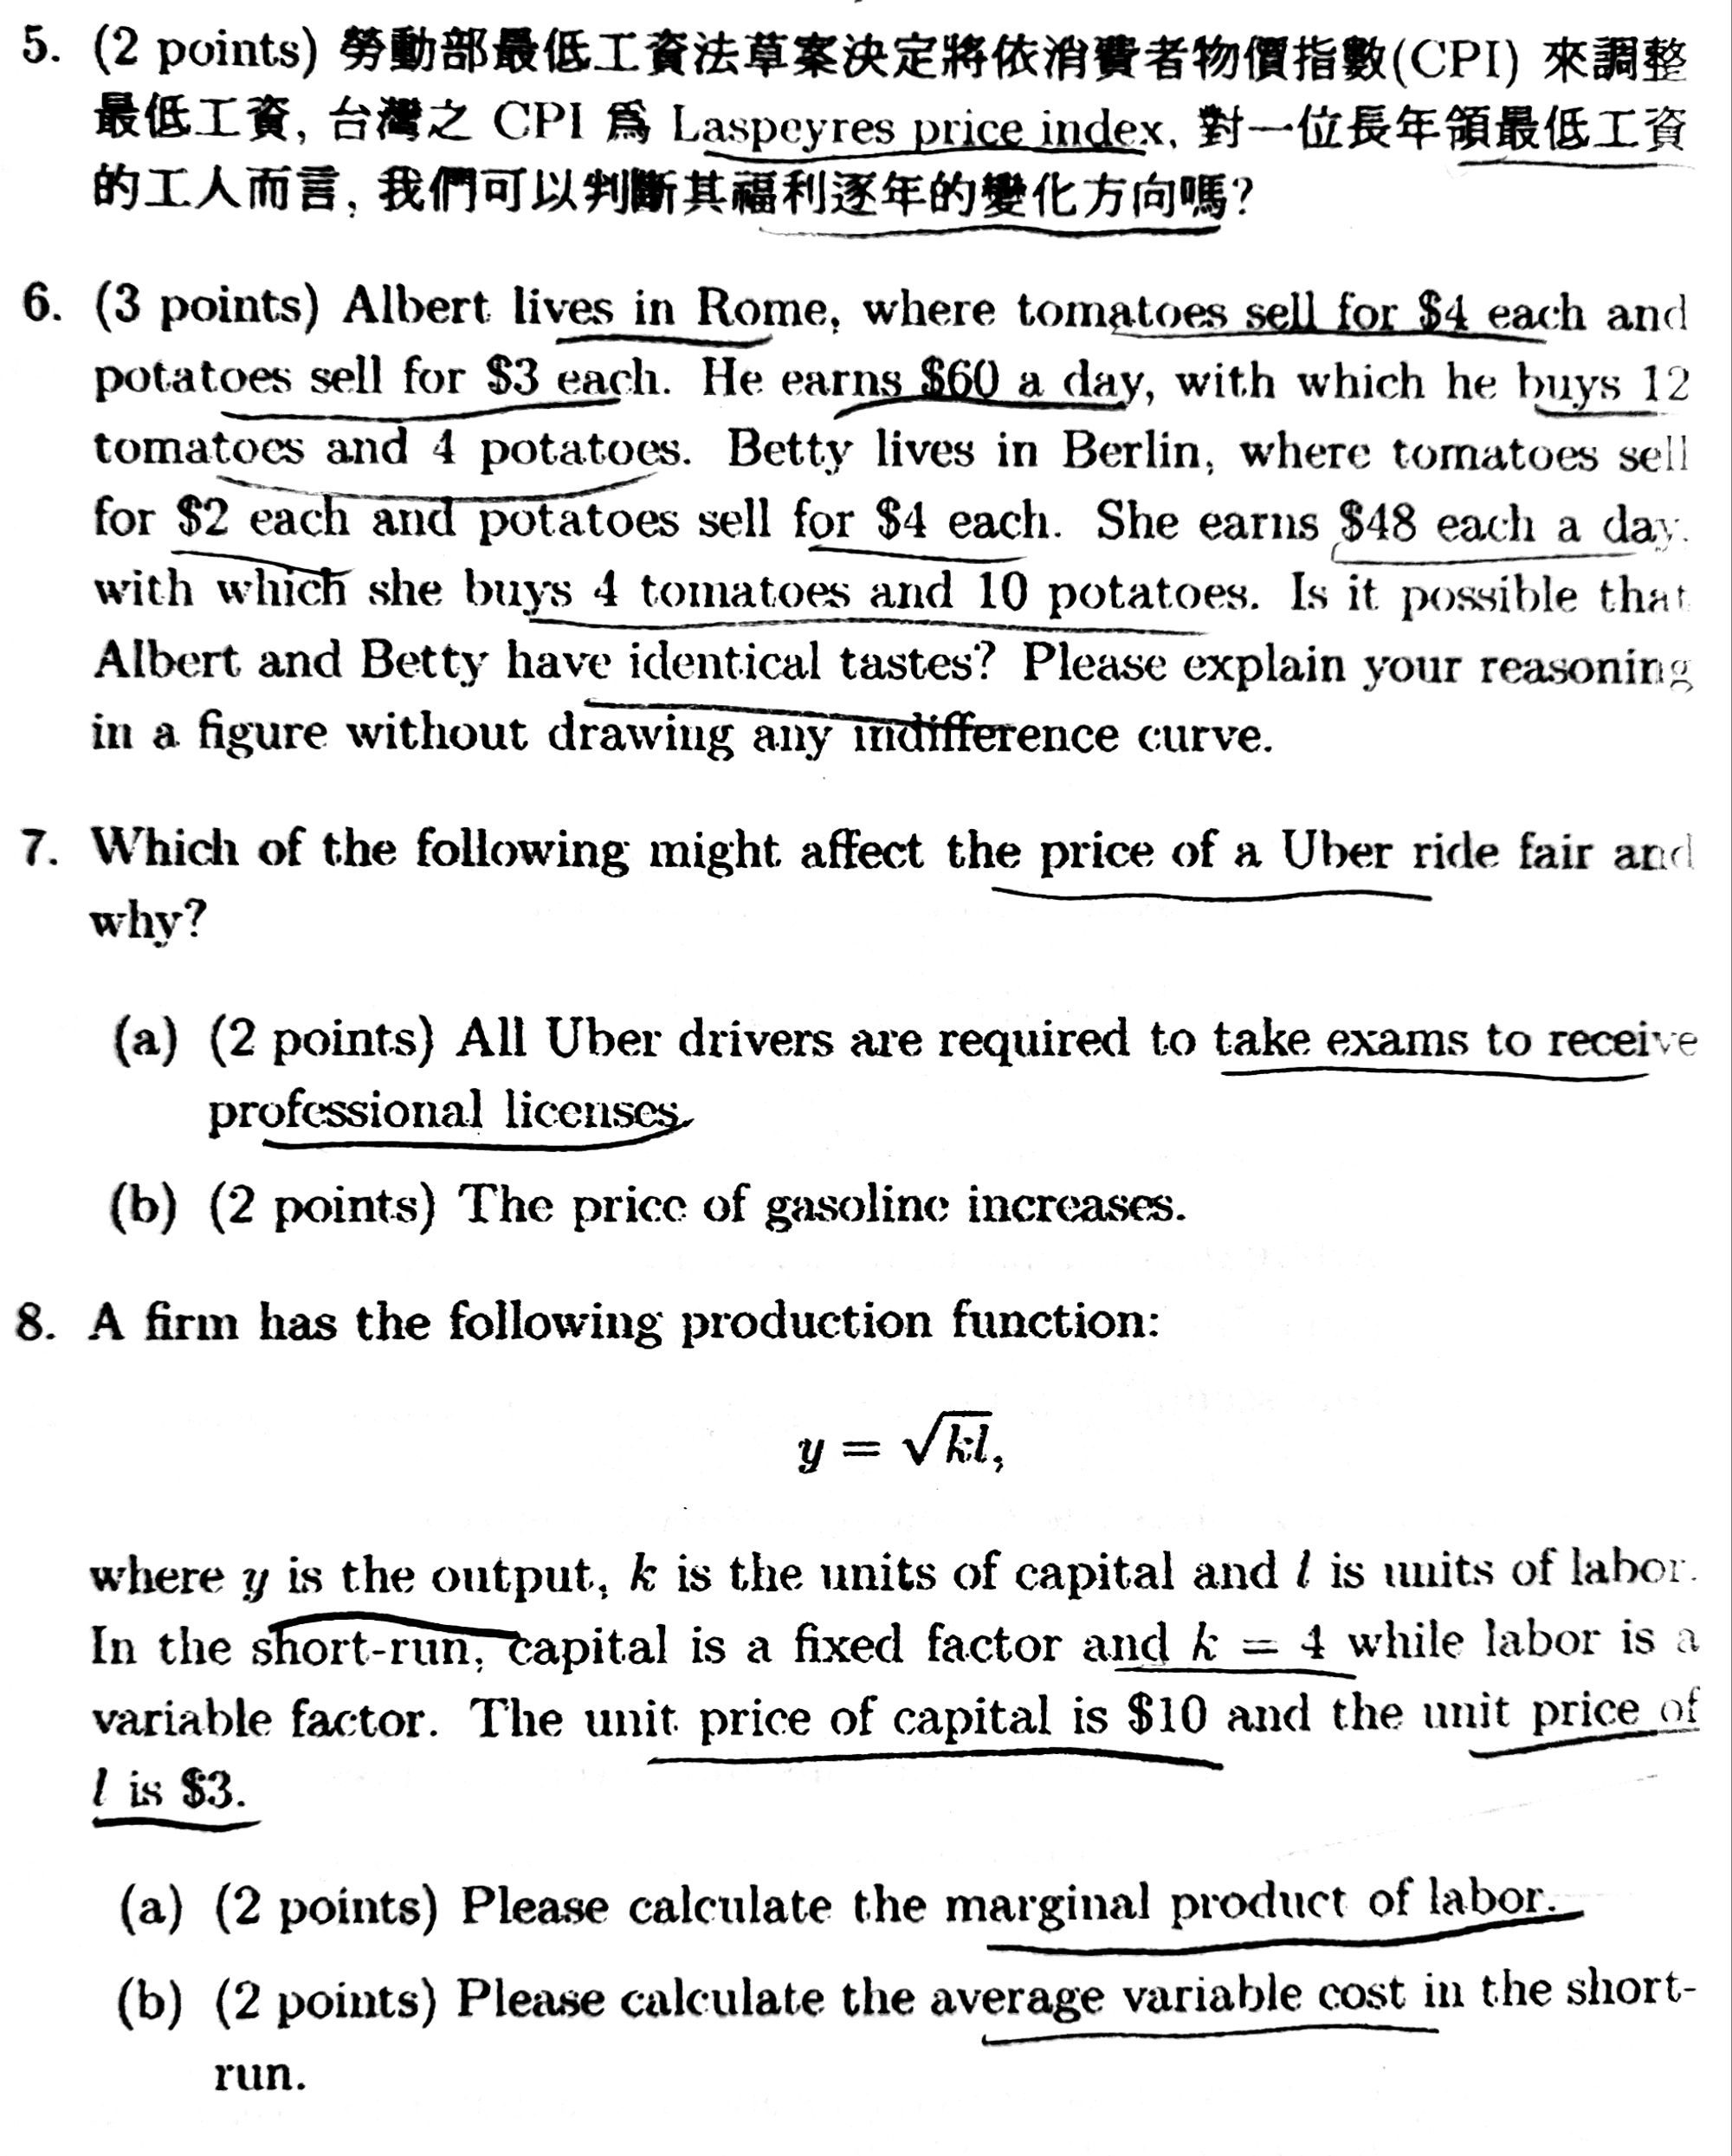 5. (2 points) 勞動部最低工資法草案決定將依消費者物價指數(CPI) 來調整
最低工資, 台灣之 CPI 爲 Laspeyres price index, 對一位長年領最低工資
的工人而言, 我們可以判斷其福利逐年的變化方向嗎?
6. (3 points) Albert lives in Rome, where tomatoes sell for $4 each and
potatoes sell for $3 each. He earns $60 a day, with which he buys 12
tomatoes and 4 potatoes. Betty lives in Berlin, where tomatoes sell
for $2 each and potatoes sell for $4 each. She earns $48 each a day.
with which she buys 4 tomatoes and 10 potatoes. Is it possible that
Albert and Betty have identical tastes? Please explain your reasoning
in a figure without drawing any indifference curve.
7. Which of the following might affect the price of a Uber ride fair and
why?
(a) (2 points) All Uber drivers are required to take exams to receive
professional licenses.
(b) (2 points) The price of gasoline increases.
8. A firm has the following production function:
y = √kl,
where y is the output, k is the units of capital and l is units of labor.
In the short-run, capital is a fixed factor and k = 4 while labor is a
variable factor. The unit price of capital is $10 and the unit price of
l is $3.
(a) (2 points) Please calculate the marginal product of labor.
(b) (2 points) Please calculate the average variable cost in the short-
run.